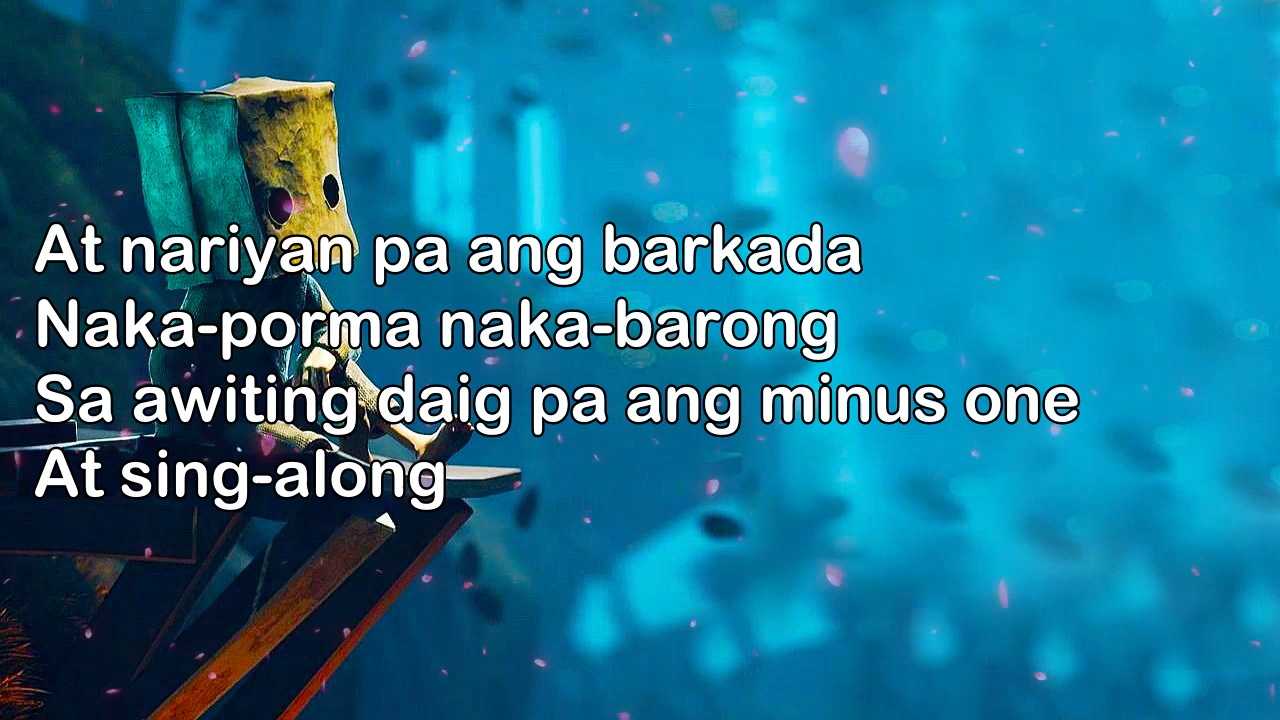 At nariyan pa ang barkada
Naka-porma naka-barong
Sa awiting daig pa ang minus one
At sing-along